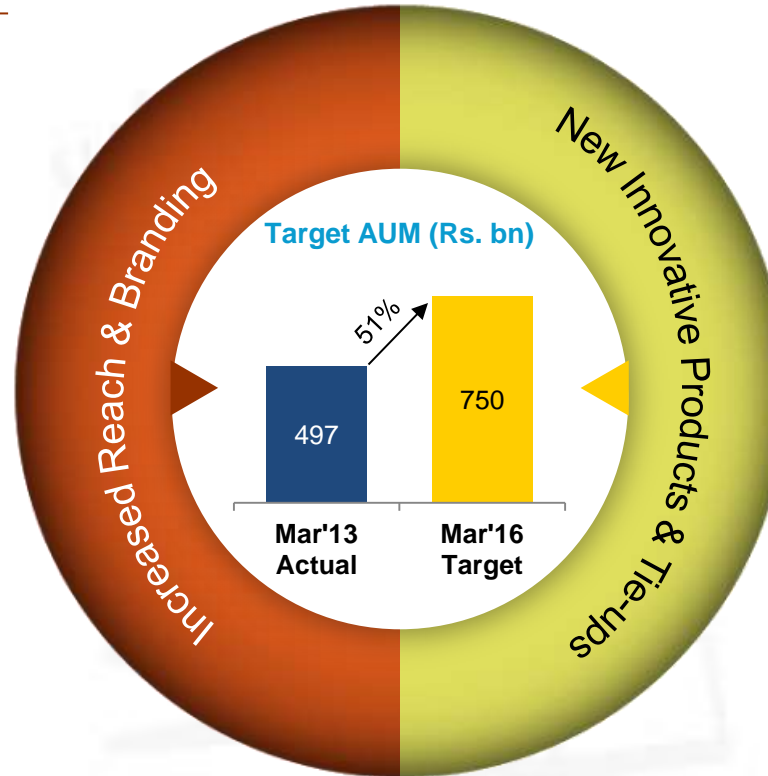 Increased Reach & Branding
New Innovative Products & Tie-ups
Target AUM (Rs. bn)
51%
497
750
Mar'13
Actual
Mar'16
Target